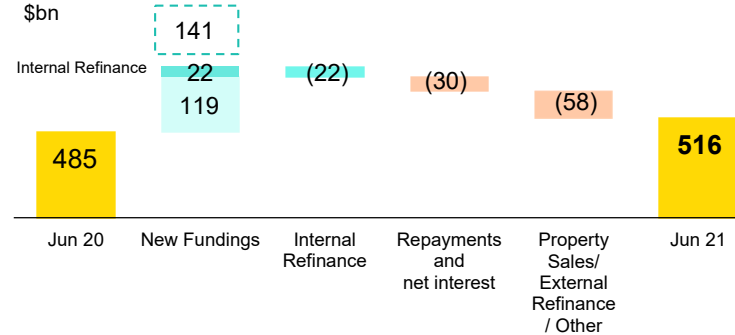 $bn
141
Internal Refinance
22
(22)
(30)
119
(58)
485
516
Jun 20
New Fundings
Internal
Refinance
Repayments
and
net interest
Property
Sales/
External
Refinance
/ Other
Jun 21